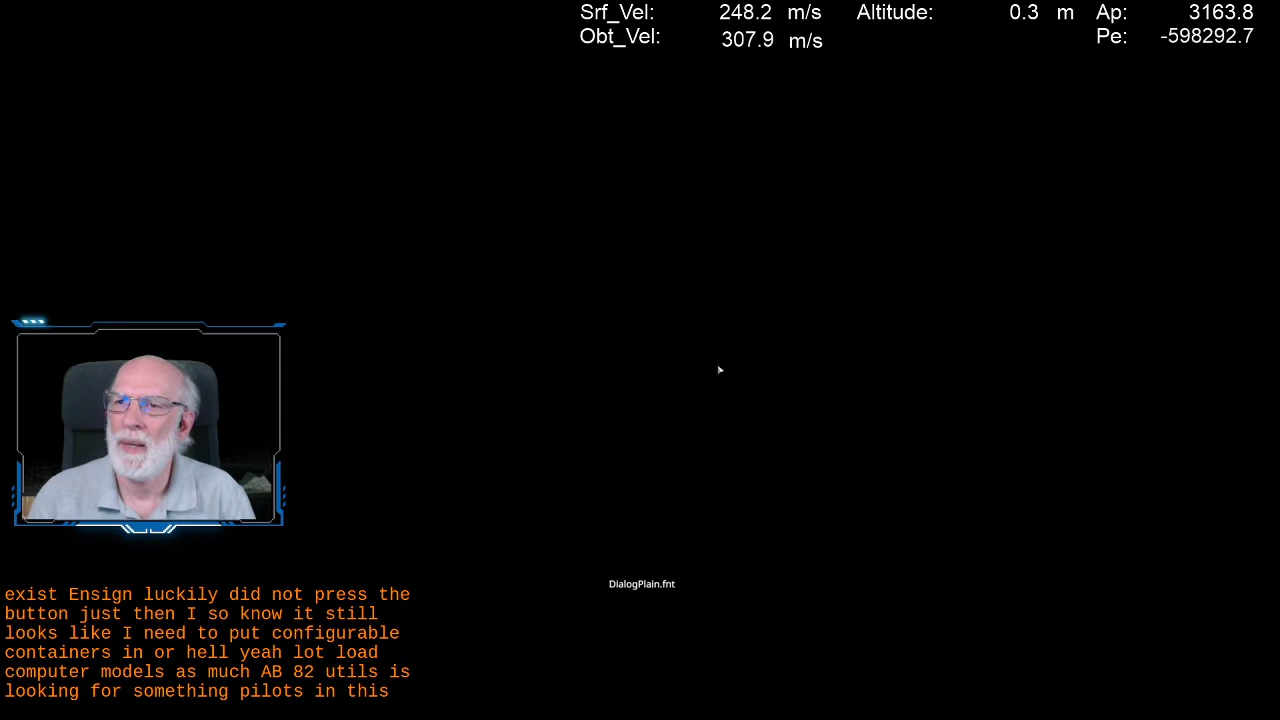 Srf_Vel: 248.2 m/s Altitude: 0.3 m Ap: 3163.8
Obt_Vel: 307.9 m/s Pe: -598292.7
DialogPlain.fnt
exist Ensign luckily did not press the
button just then I so know it still
looks like I need to put configurable
containers in or hell yeah lot load
computer models as much AB 82 utils is
looking for something pilots in this